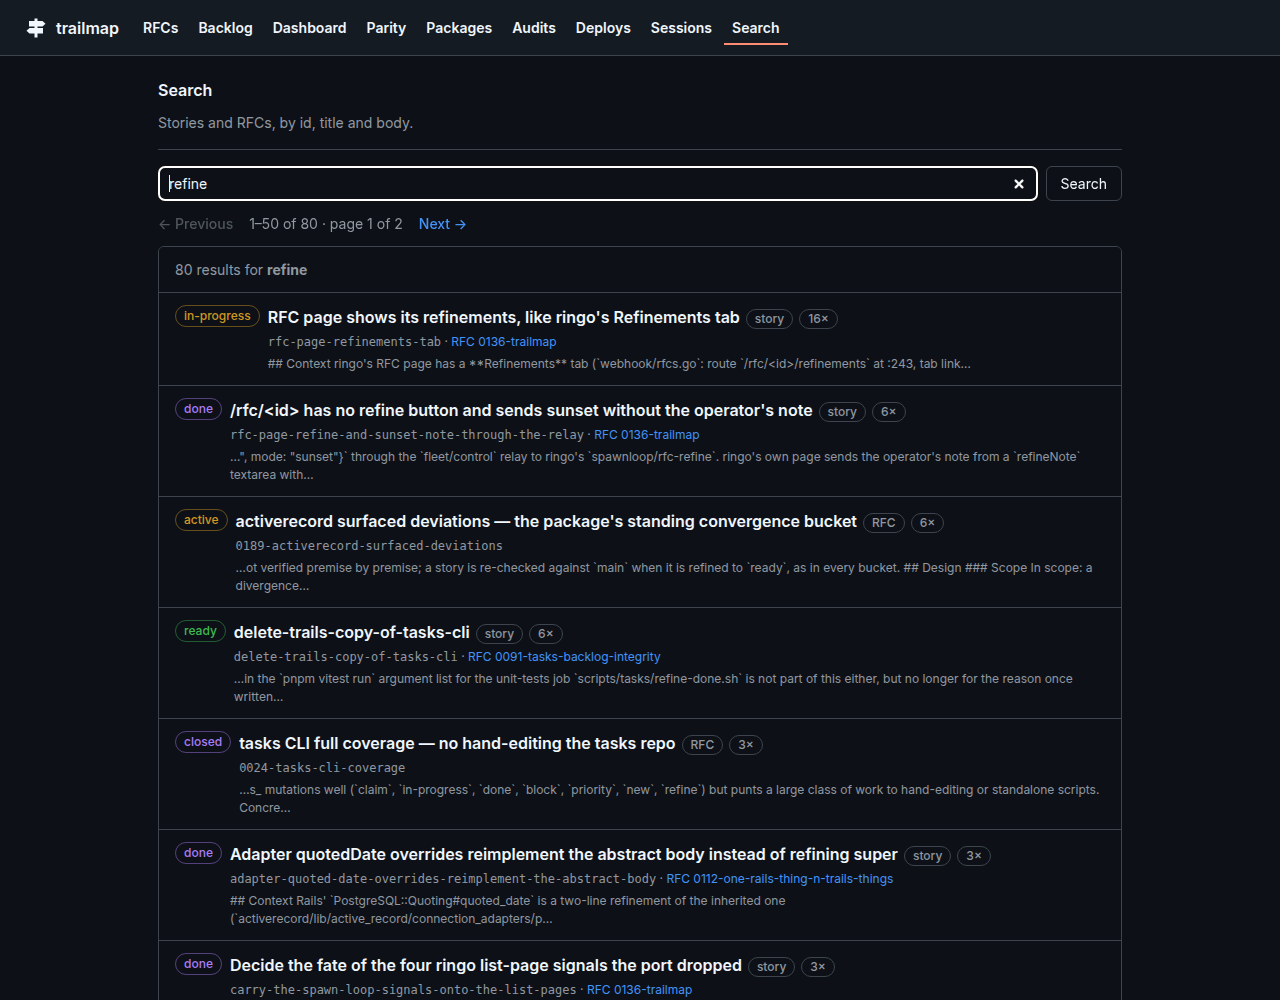 trailmap RFCs Backlog Dashboard Parity Packages Audits Deploys Sessions Search
Search
Stories and RFCs, by id, title and body.
refine × Search
← Previous 1–50 of 80 · page 1 of 2 Next →
80 results for refine
in-progress RFC page shows its refinements, like ringo's Refinements tab story 16×
rfc-page-refinements-tab · RFC 0136-trailmap
## Context ringo's RFC page has a **Refinements** tab (`webhook/rfcs.go`: route `/rfc/<id>/refinements` at :243, tab link…
done /rfc/<id> has no refine button and sends sunset without the operator's note story 6×
rfc-page-refine-and-sunset-note-through-the-relay · RFC 0136-trailmap
…", mode: "sunset"}` through the `fleet/control` relay to ringo's `spawnloop/rfc-refine`. ringo's own page sends the operator's note from a `refineNote`
textarea with…
active activerecord surfaced deviations — the package's standing convergence bucket RFC 6×
0189-activerecord-surfaced-deviations
…ot verified premise by premise; a story is re-checked against `main` when it is refined to `ready`, as in every bucket. ## Design ### Scope In scope: a
divergence…
ready delete-trails-copy-of-tasks-cli story 6×
delete-trails-copy-of-tasks-cli · RFC 0091-tasks-backlog-integrity
…in the `pnpm vitest run` argument list for the unit-tests job `scripts/tasks/refine-done.sh` is not part of this either, but no longer for the reason once
written…
closed tasks CLI full coverage — no hand-editing the tasks repo RFC 3×
0024-tasks-cli-coverage
…s_ mutations well (`claim`, `in-progress`, `done`, `block`, `priority`, `new`, `refine`) but punts a large class of work to hand-editing or standalone scripts.
Concre…
done Adapter quotedDate overrides reimplement the abstract body instead of refining super story 3×
adapter-quoted-date-overrides-reimplement-the-abstract-body · RFC 0112-one-rails-thing-n-trails-things
## Context Rails' `PostgreSQL::Quoting#quoted_date` is a two-line refinement of the inherited one
(`activerecord/lib/active_record/connection_adapters/p…
done Decide the fate of the four ringo list-page signals the port dropped story 3×
carry-the-spawn-loop-signals-onto-the-list-pages · RFC 0136-trailmap